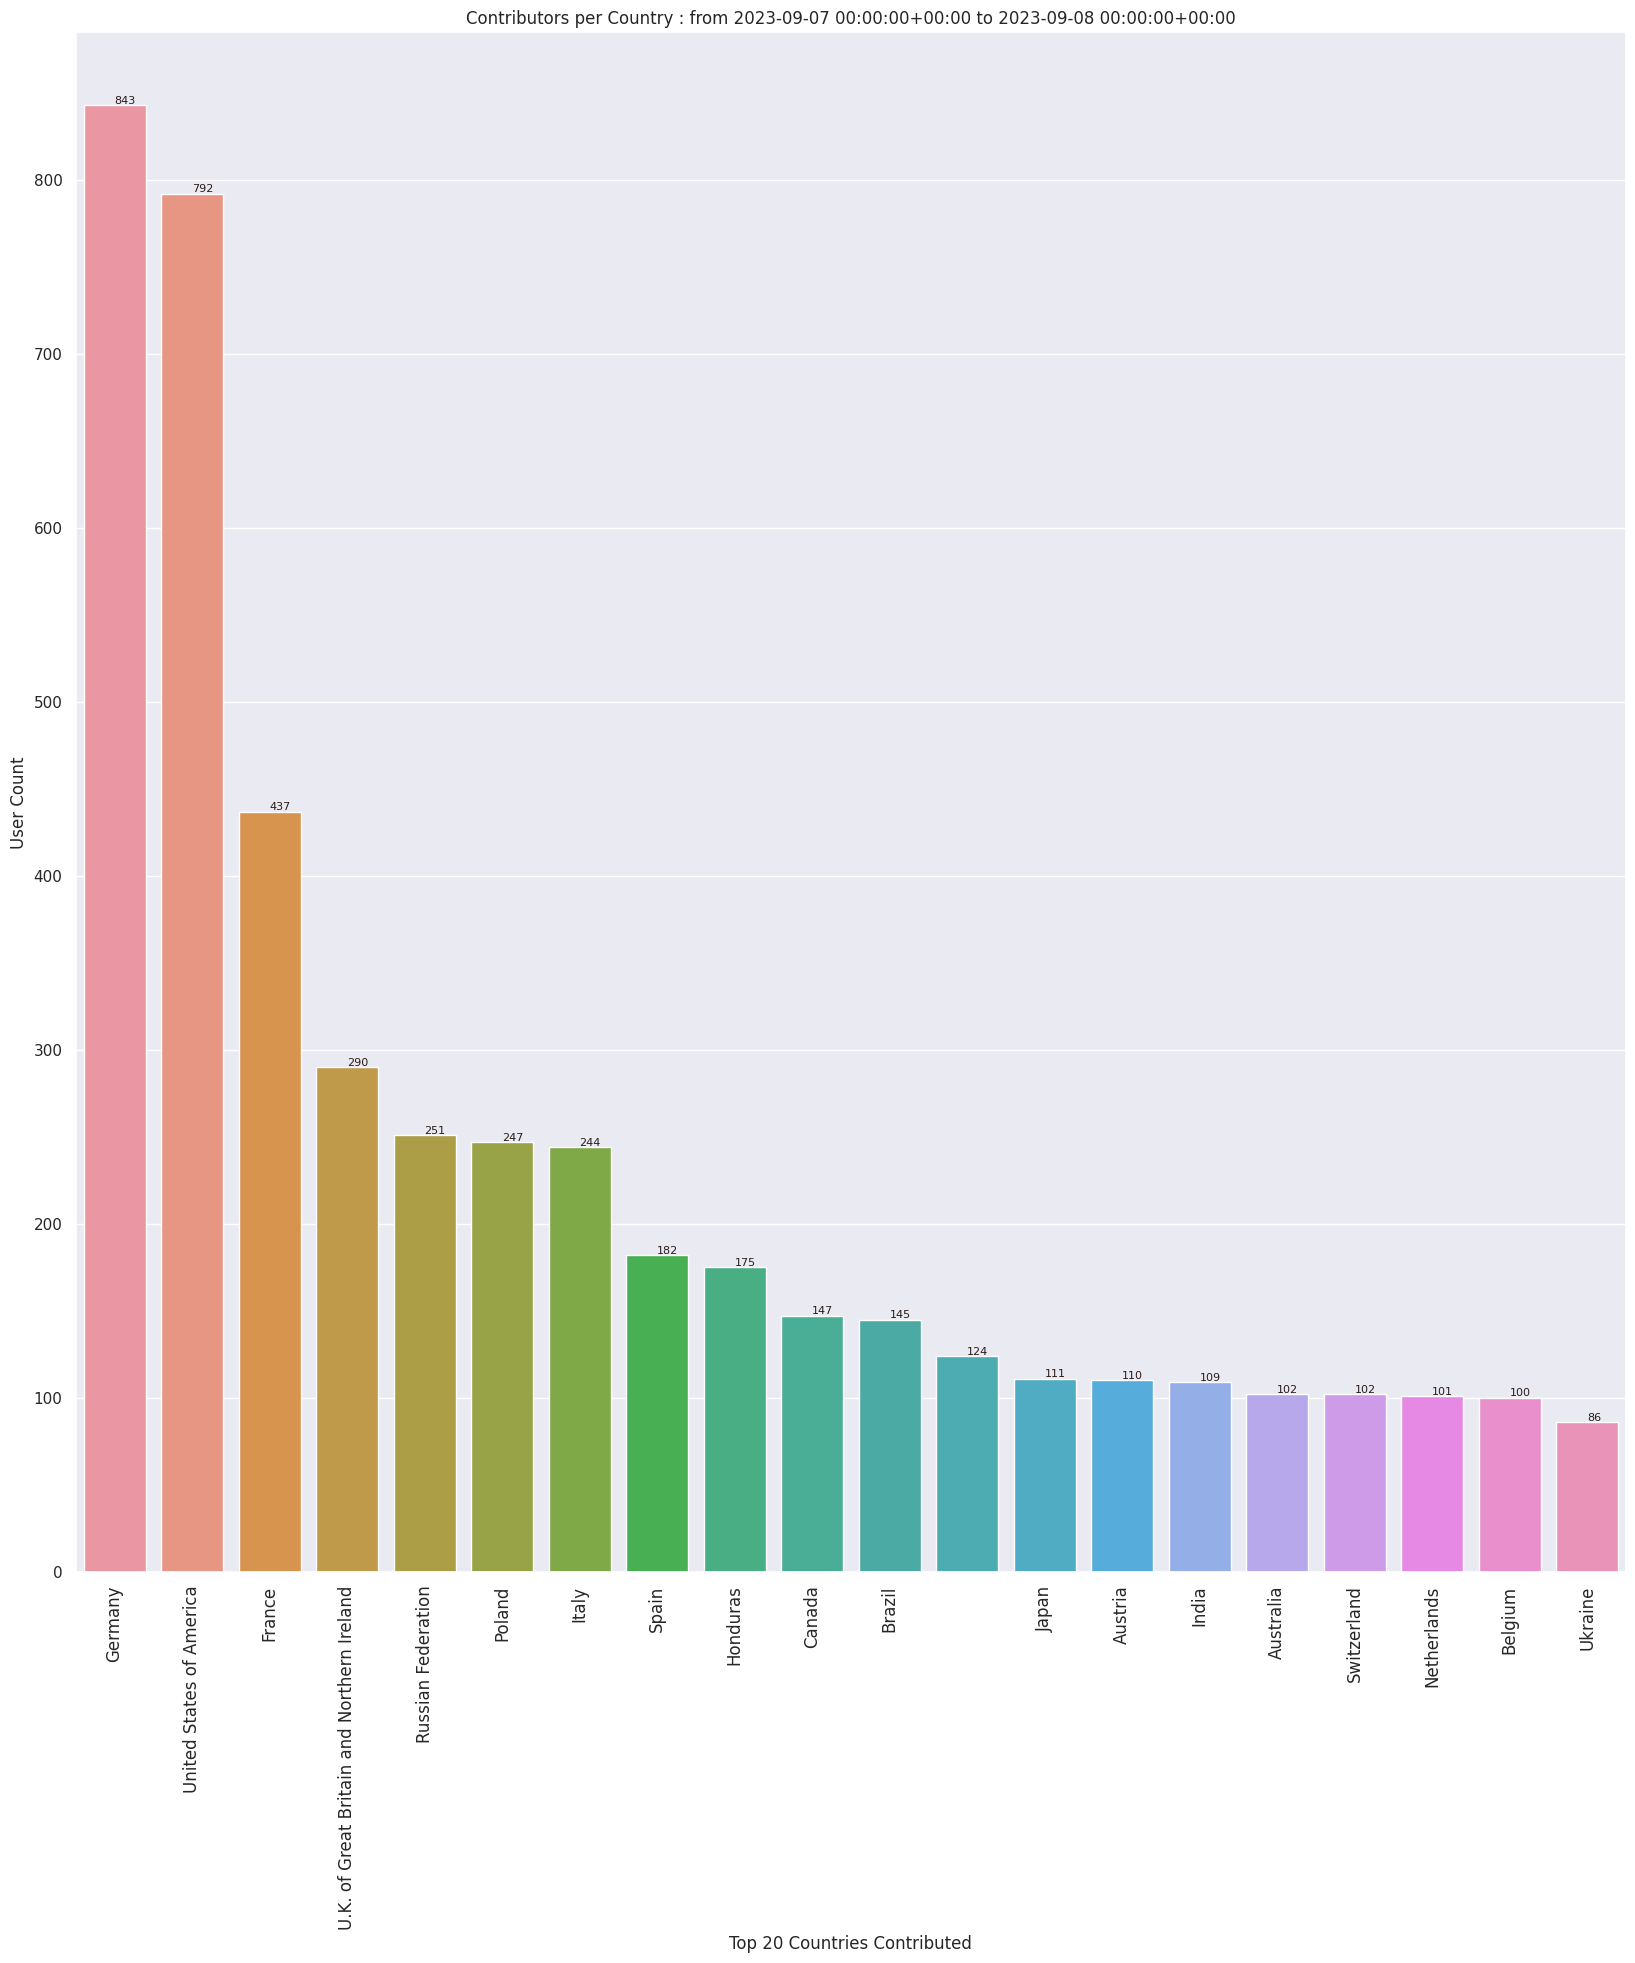 Contributors per Country : from 2023-09-07 00:00:00+00:00 to 2023-09-08 00:00:00+00:00
User Count
800
700
600
500
400
300
200
100
0
843
792
437
290
251
247
244
182
175
147
145
124
111
110
109
102
102
101
100
86
Germany
United States of America
France
U.K. of Great Britain and Northern Ireland
Russian Federation
Poland
Italy
Spain
Honduras
Canada
Brazil
Japan
Austria
India
Australia
Switzerland
Netherlands
Belgium
Ukraine
Top 20 Countries Contributed